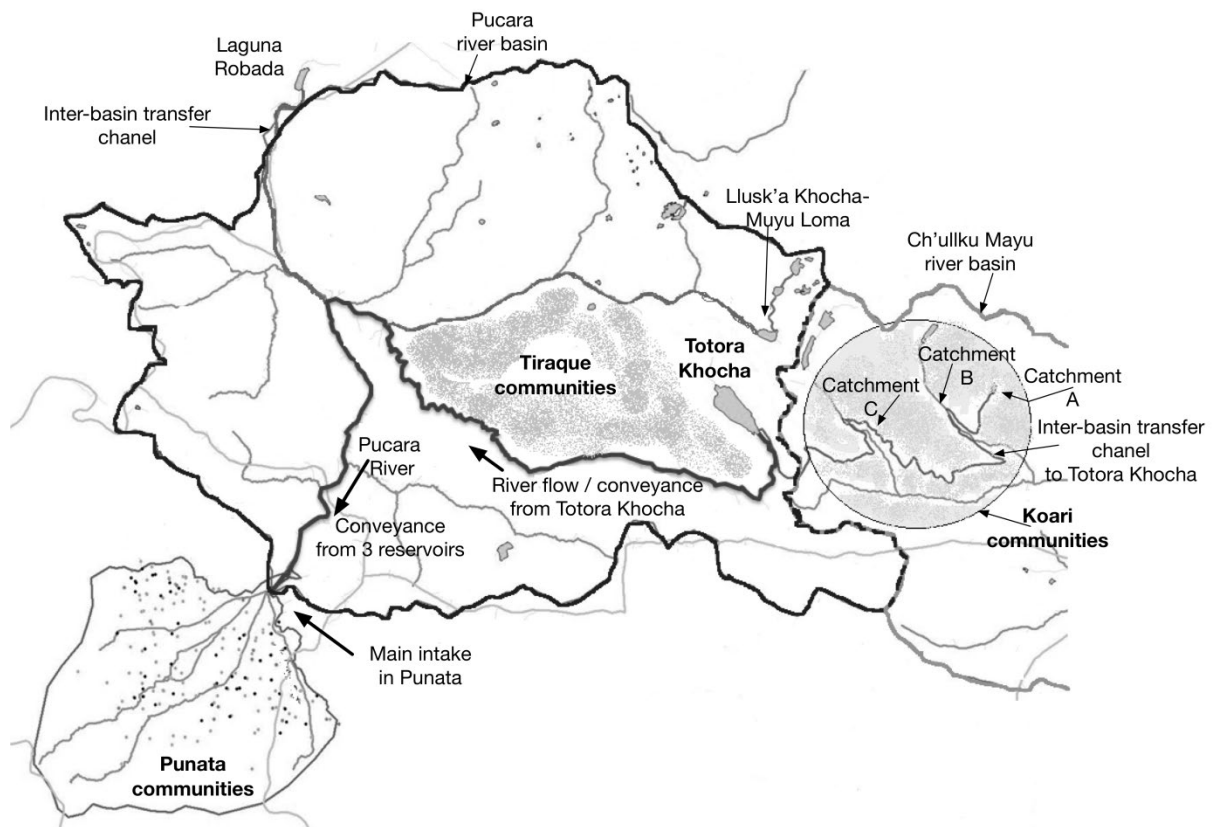 Pucara
river basin
Laguna
Robada
Inter-basin transfer
chanel
Llusk'a Khocha-
Muyu Loma
Ch'ullku Mayu
river basin
Tiraque
communities
Totora
Khocha
Catchment
B
Catchment
A
Catchment
C
Inter-basin transfer
chanel
to Totora Khocha
Pucara
River
River flow / conveyance
from Totora Khocha
Conveyance
from 3 reservoirs
Koari
communities
Main intake
in Punata
Punata
communities